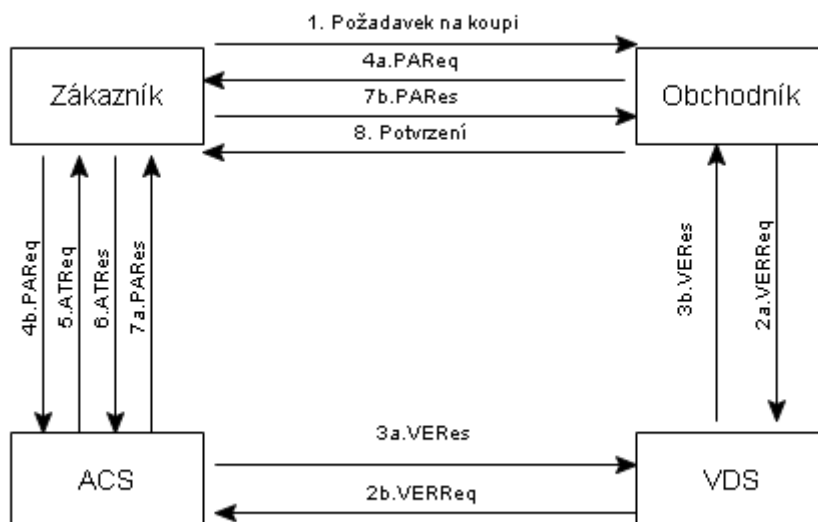 1. Požadavek na koupi
4a.PAReq
Zákazník
7b.PARes
Obchodník
8. Potvrzení
4b.PAReq
5.ATReq
6.ATRes
7a.PARes
3b.VERes
2a.VERReq
3a.VERes
ACS
VDS
2b.VERReq